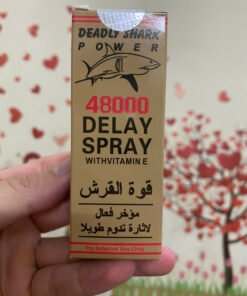 DEADLY SHARK
POWER
48000
DELAY
SPRAY
WITHVITAMIN E
قوة القرش
مؤخر فعال
لاثارة تدوم طويلا
For External Use Only